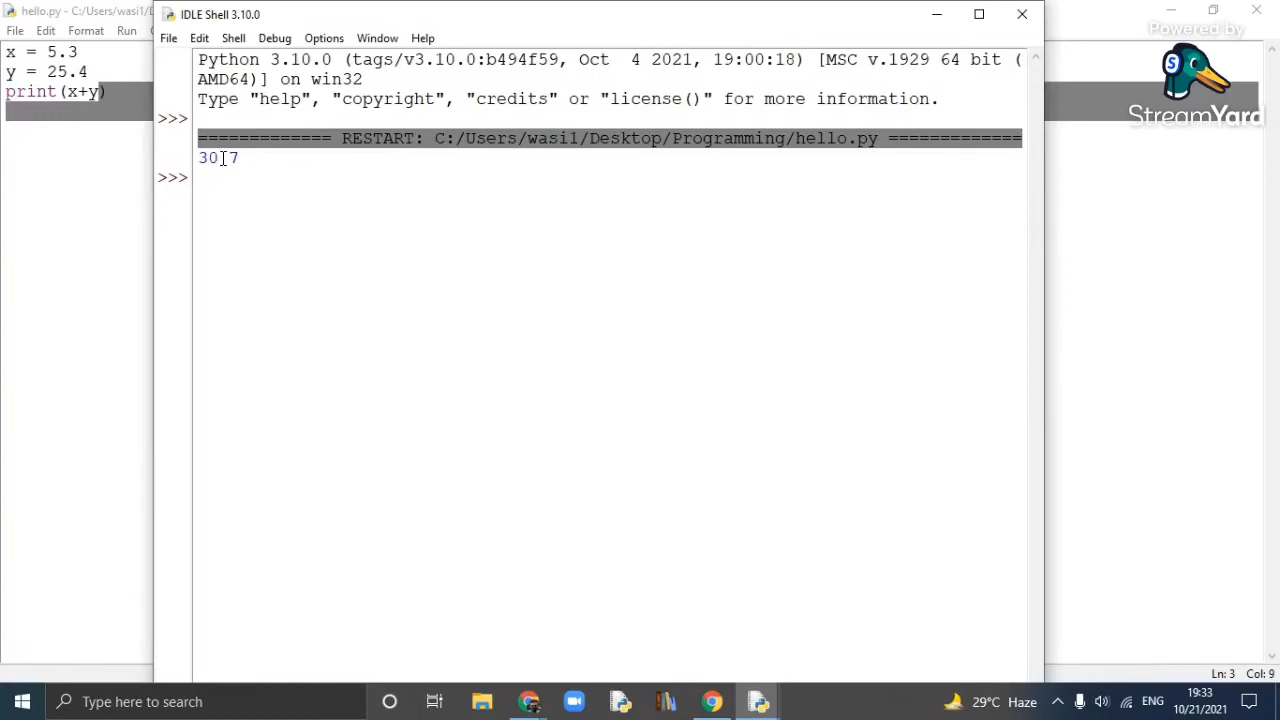 hello.py - C:/Users/wasi1/D
File Edit Format Run
x = 5.3
y = 25.4
print(x+y)
IDLE Shell 3.10.0
File Edit Shell Debug Options Window Help
Python 3.10.0 (tags/v3.10.0:b494f59, Oct  4 2021, 19:00:18) [MSC v.1929 64 bit (
AMD64)] on win32
Type "help", "copyright", "credits" or "license()" for more information.
>>>
============= RESTART: C:/Users/wasi1/Desktop/Programming/hello.py =============
30.7
>>>
Powered by
S
StreamYard
Ln: 3 Col: 9
Type here to search
29°C Haze
ENG
19:33
10/21/2021